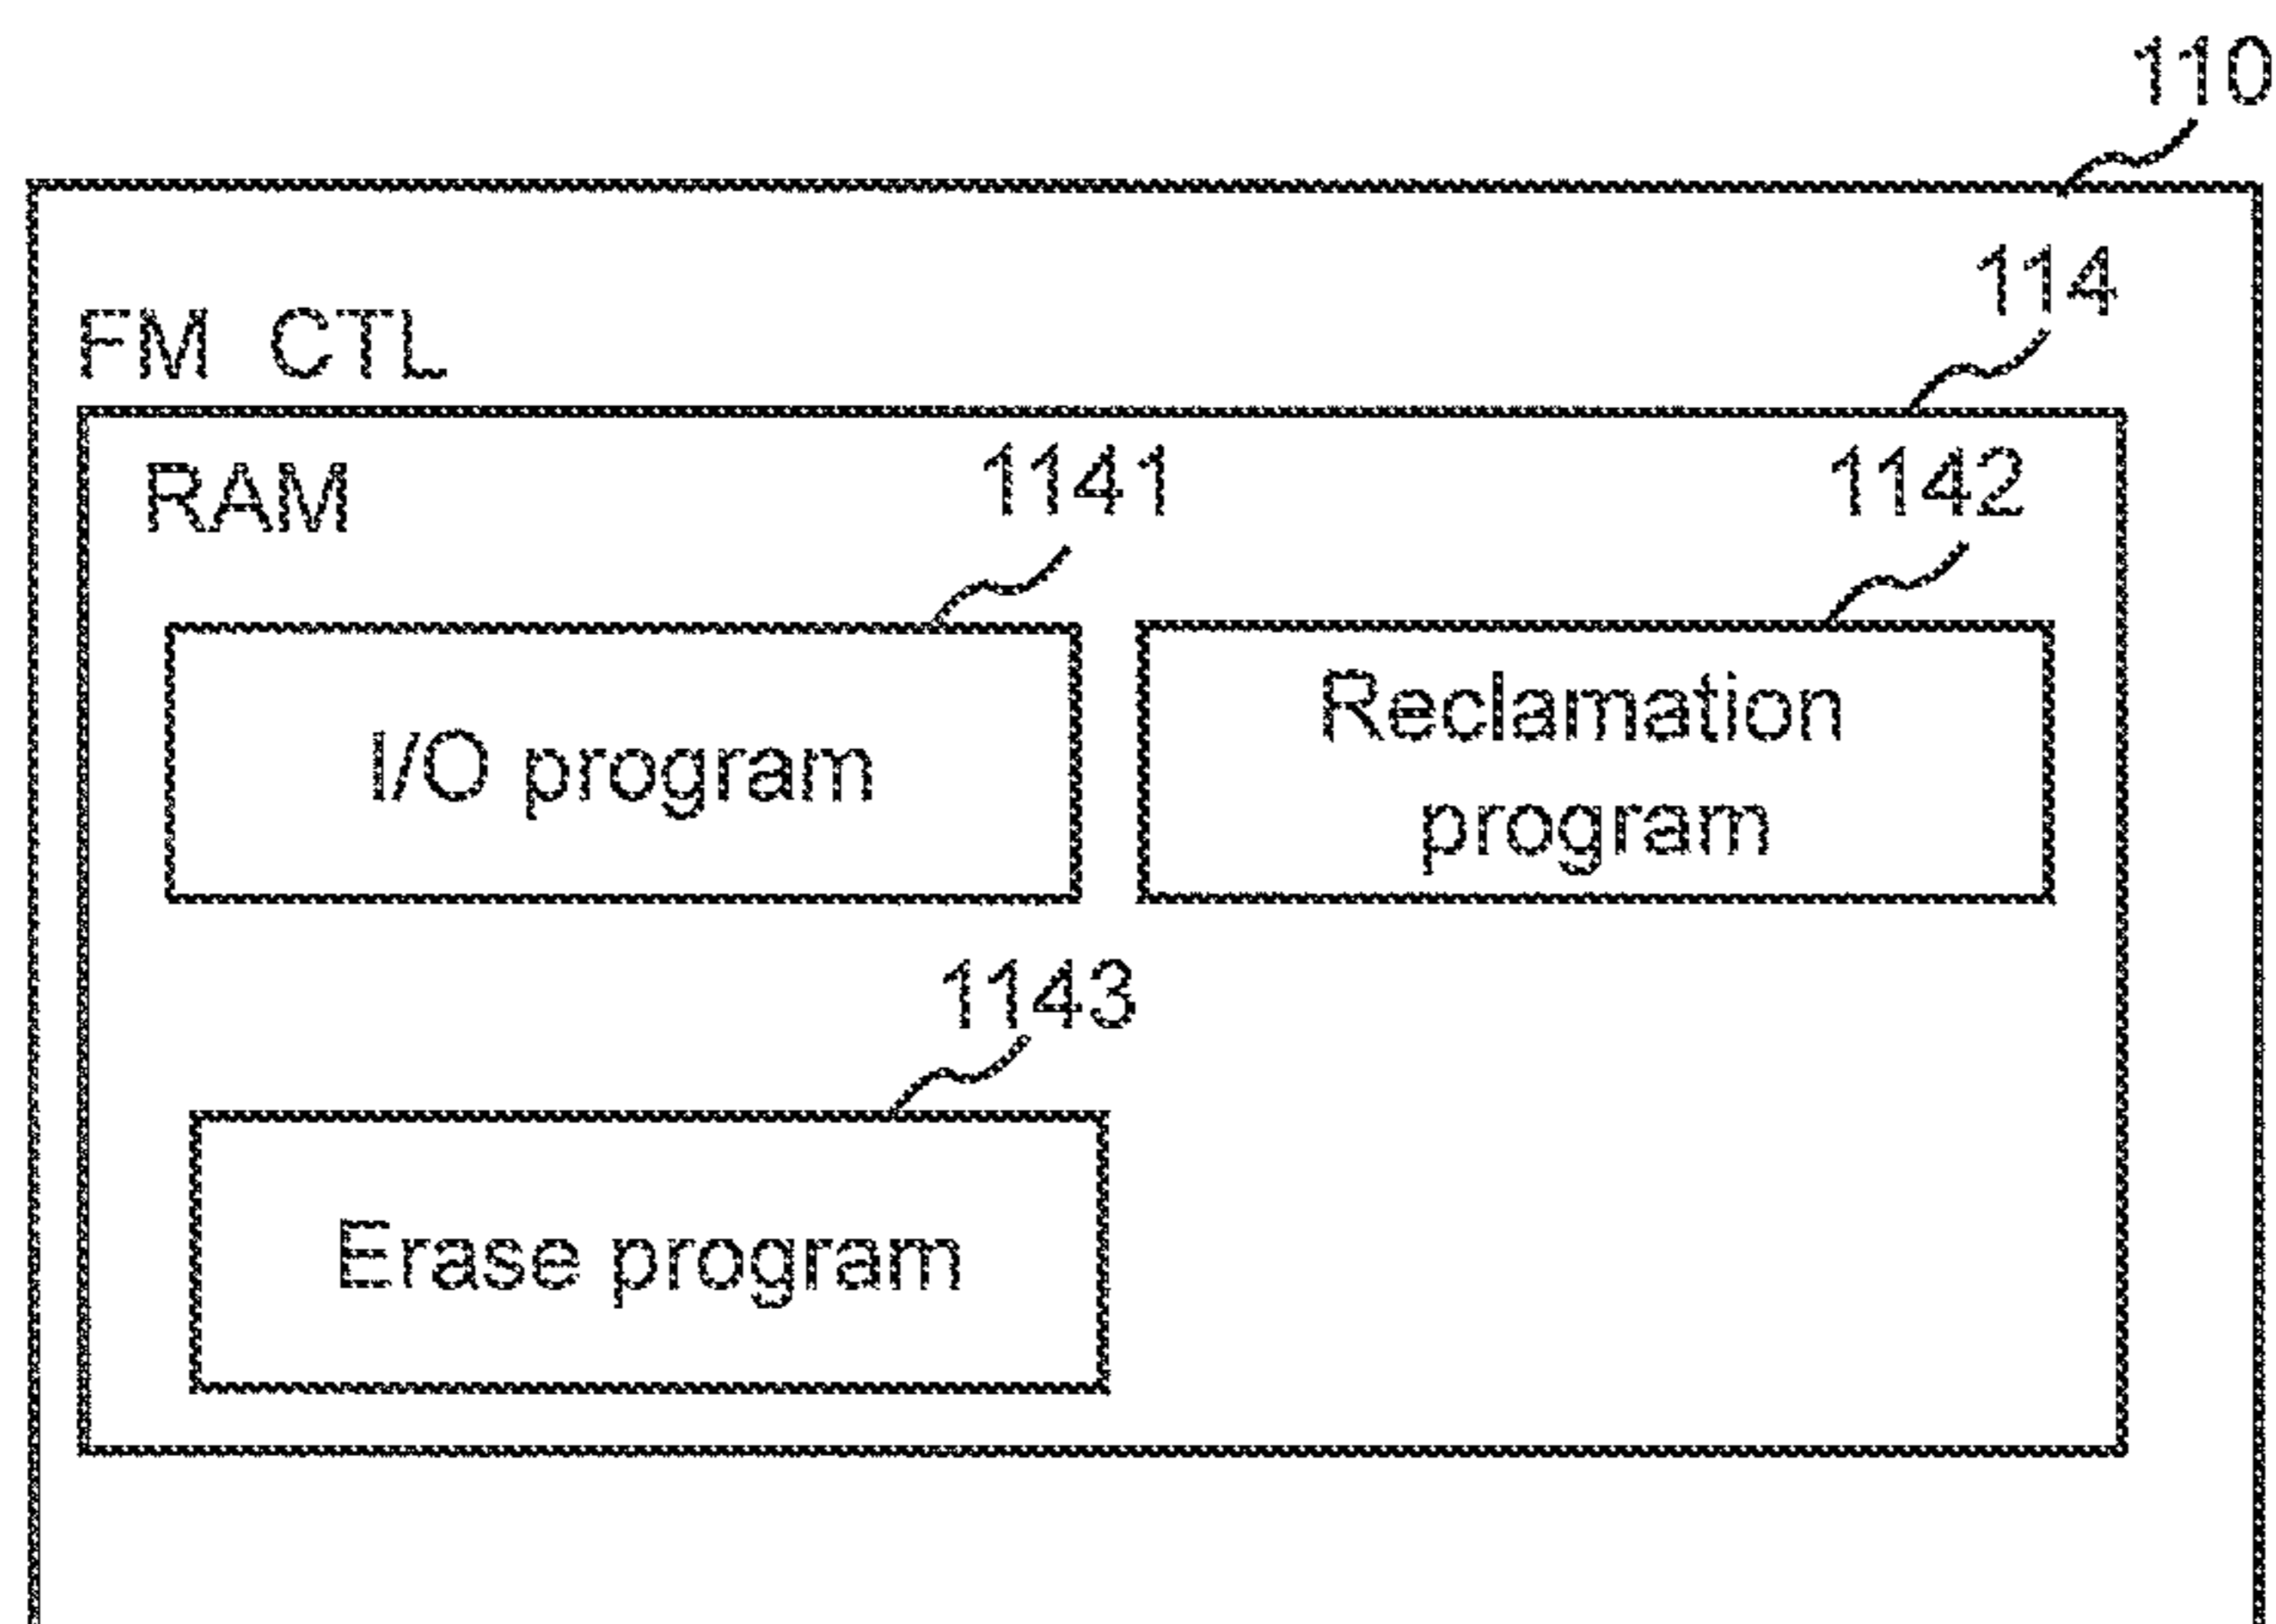 110
114
FM CTL
RAM
1141
1142
I/O program
Reclamation
program
1143
Erase program